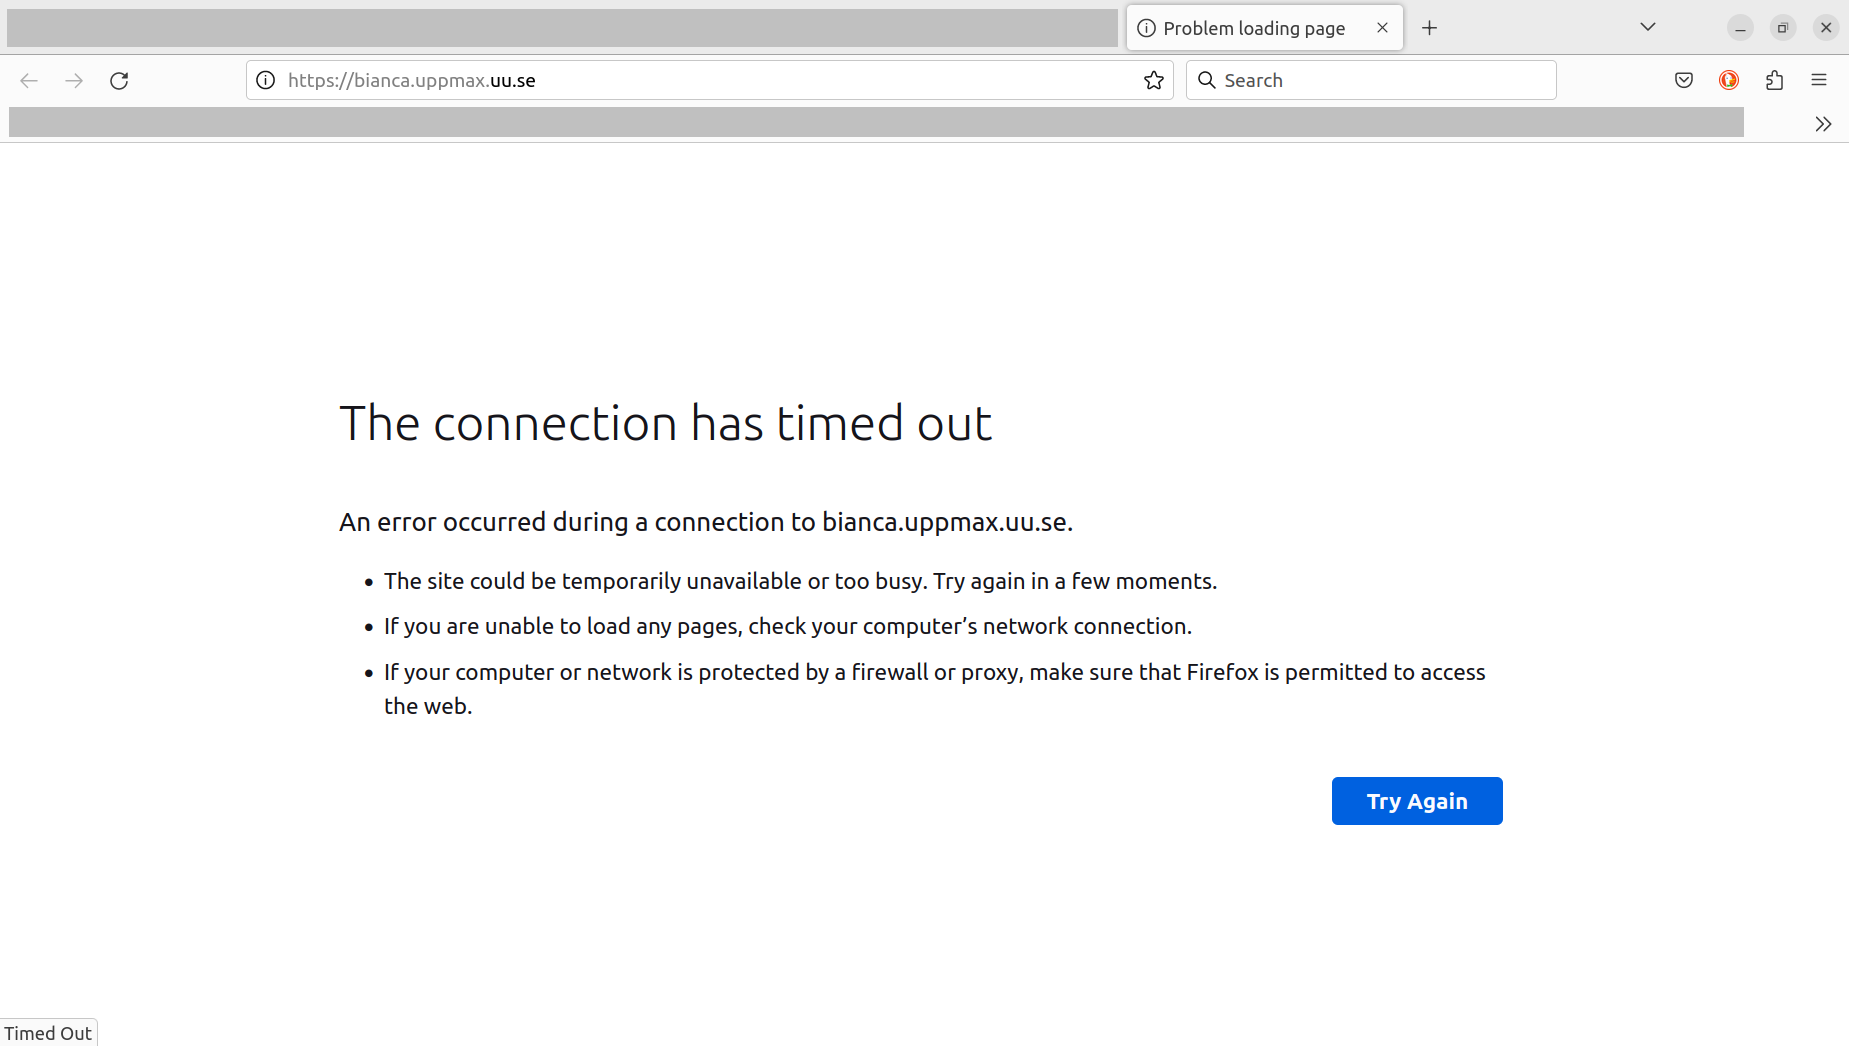 Problem loading page
https://bianca.uppmax.uu.se
Search
The connection has timed out
An error occurred during a connection to bianca.uppmax.uu.se.
• The site could be temporarily unavailable or too busy. Try again in a few moments.
• If you are unable to load any pages, check your computer’s network connection.
• If your computer or network is protected by a firewall or proxy, make sure that Firefox is permitted to access
the web.
Try Again
Timed Out